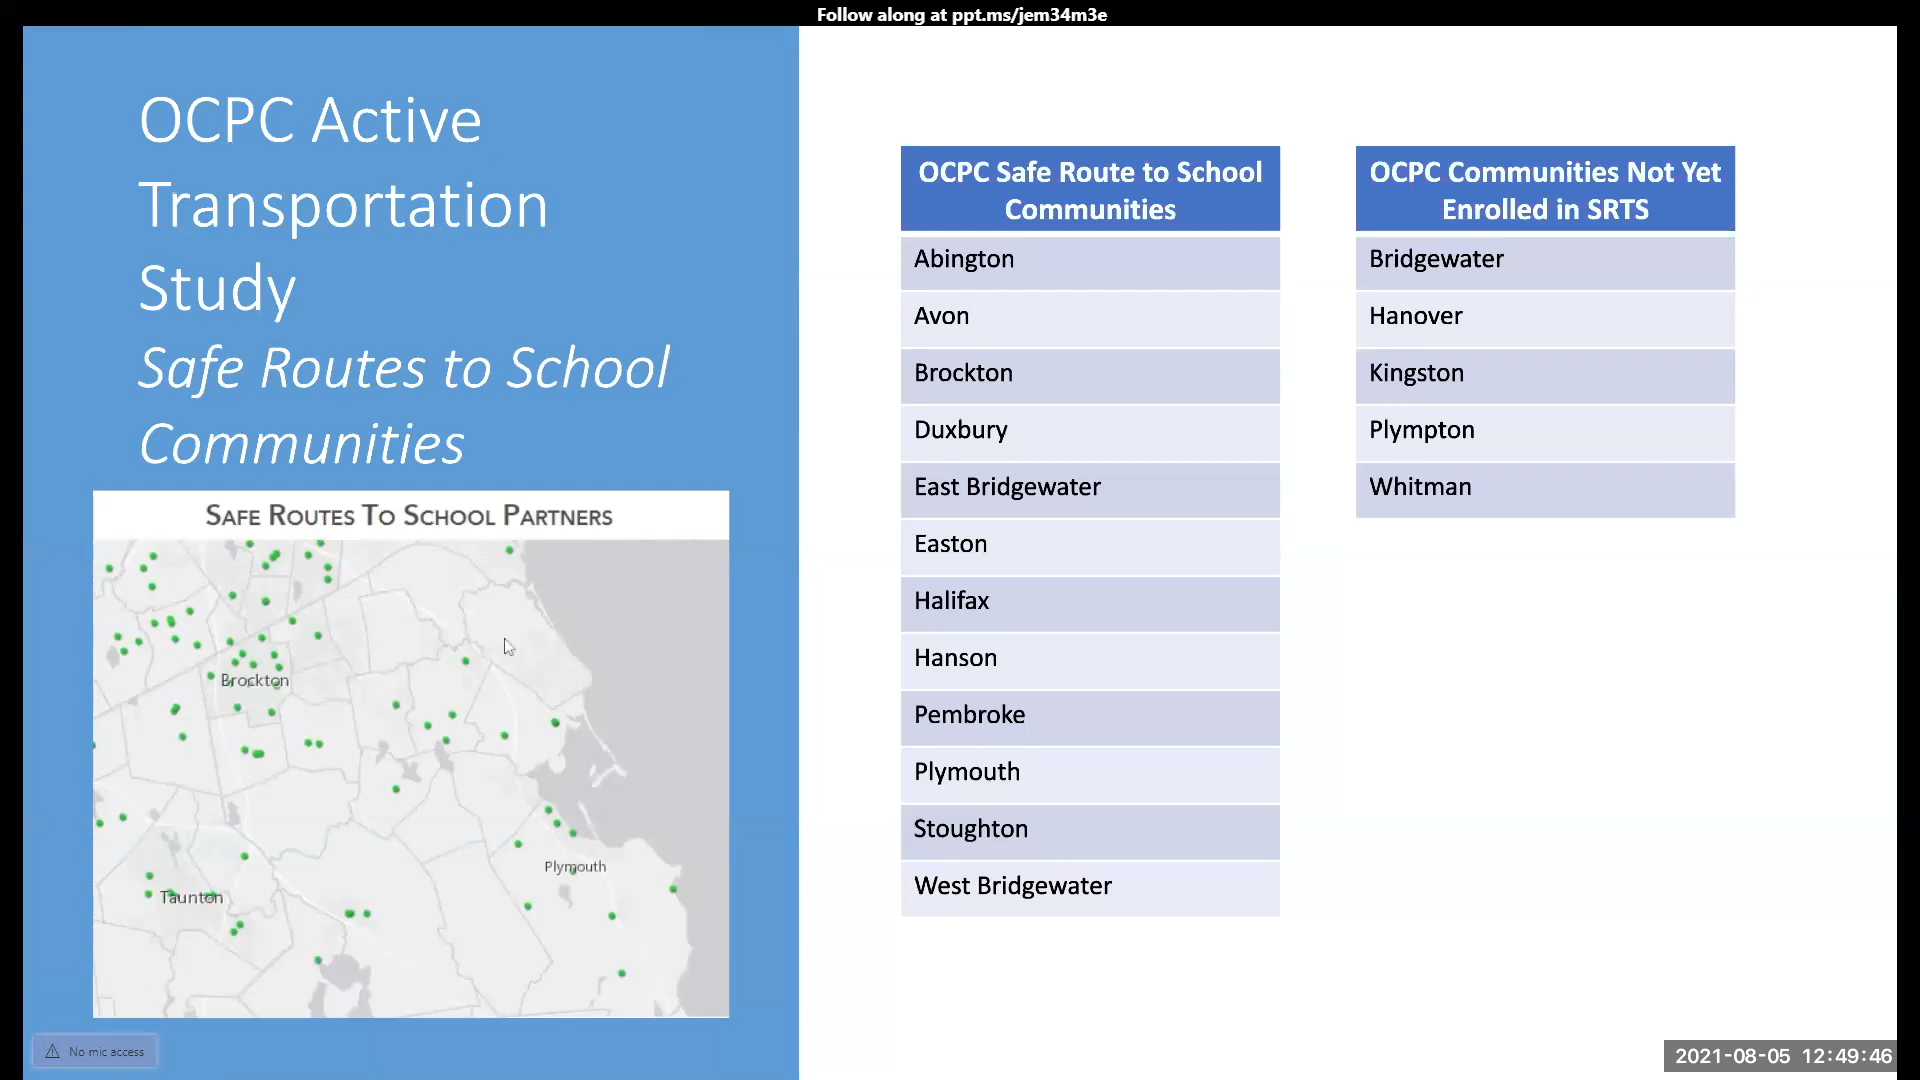 Follow along at ppt.ms/jem34m3e
OCPC Active
Transportation
Study
Safe Routes to School
Communities
SAFE ROUTES TO SCHOOL PARTNERS
Brockton
Plymouth
Taunton
No mic access
OCPC Safe Route to School
Communities
Abington
Avon
Brockton
Duxbury
East Bridgewater
Easton
Halifax
Hanson
Pembroke
Plymouth
Stoughton
West Bridgewater
OCPC Communities Not Yet
Enrolled in SRTS
Bridgewater
Hanover
Kingston
Plympton
Whitman
2021-08-05 12:49:46